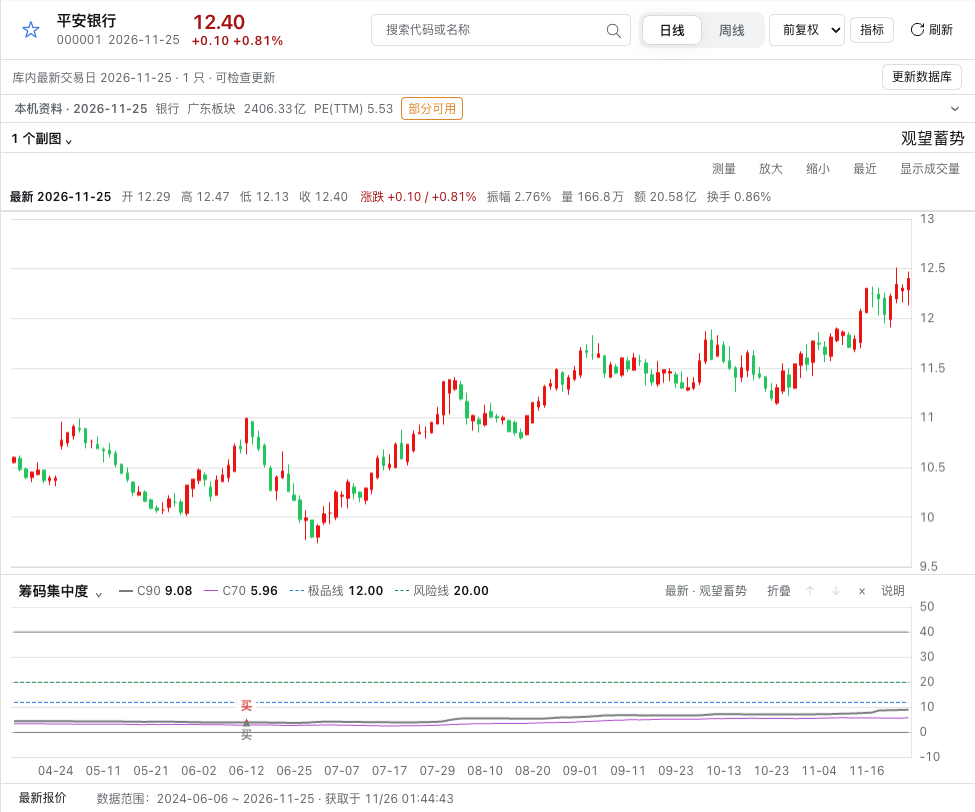 平安银行 12.40
000001 2026-11-25 +0.10 +0.81%
搜索代码或名称 日线 周线 前复权 指标 刷新
库内最新交易日 2026-11-25 · 1 只 · 可检查更新 更新数据库
本机资料 · 2026-11-25 银行 广东板块 2406.33亿 PE(TTM) 5.53 部分可用
1 个副图 观望蓄势
测量 放大 缩小 最近 显示成交量
最新 2026-11-25 开 12.29 高 12.47 低 12.13 收 12.40 涨跌 +0.10 / +0.81% 振幅 2.76% 量 166.8万 额 20.58亿 换手 0.86%
13
12.5
12
11.5
11
10.5
10
9.5
筹码集中度 C90 9.08 C70 5.96 极品线 12.00 风险线 20.00 最新 · 观望蓄势 折叠 ↑ ↓ × 说明
50
40
30
20
10
0
-10
买
买
04-24 05-11 05-21 06-02 06-12 06-25 07-07 07-17 07-29 08-10 08-20 09-01 09-11 09-23 10-13 10-23 11-04 11-16
最新报价 数据范围: 2024-06-06 ~ 2026-11-25 · 获取于 11/26 01:44:43